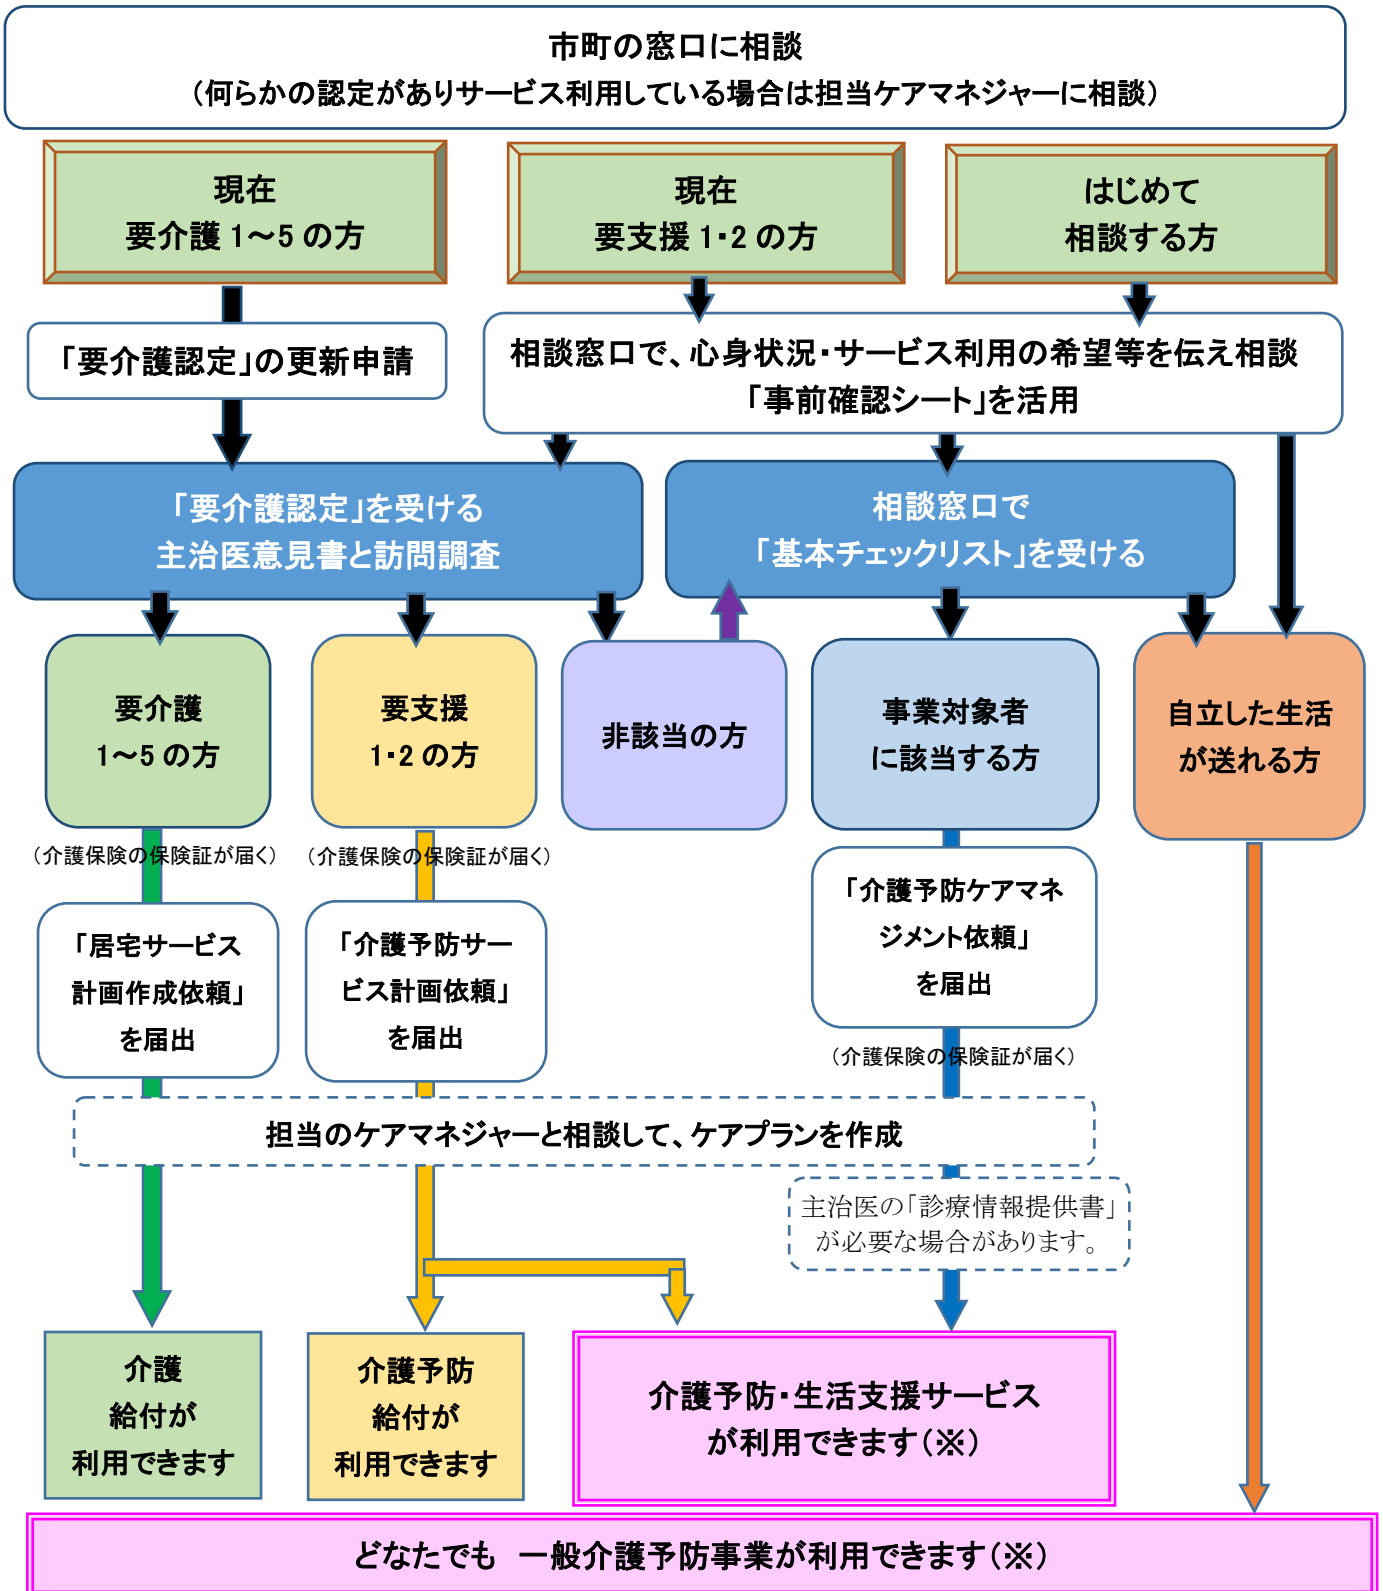 市町の窓口に相談
（何らかの認定がありサービス利用している場合は担当ケアマネジャーに相談）
現在
要介護１～５の方
現在
要支援１・２の方
はじめて
相談する方
「要介護認定」の更新申請
相談窓口で、心身状況・サービス利用の希望等を伝え相談
「事前確認シート」を活用
「要介護認定」を受ける
主治医意見書と訪問調査
相談窓口で
「基本チェックリスト」を受ける
要介護
１～５の方
要支援
１・２の方
非該当の方
事業対象者
に該当する方
自立した生活
が送れる方
（介護保険の保険証が届く）
（介護保険の保険証が届く）
「居宅サービス
計画作成依頼」
を届出
「介護予防サー
ビス計画依頼」
を届出
「介護予防ケアマネ
ジメント依頼」
を届出
（介護保険の保険証が届く）
担当のケアマネジャーと相談して、ケアプランを作成
主治医の「診療情報提供書」
が必要な場合があります。
介護
給付が
利用できます
介護予防
給付が
利用できます
介護予防・生活支援サービス
が利用できます（※）
どなたでも　一般介護予防事業が利用できます（※）